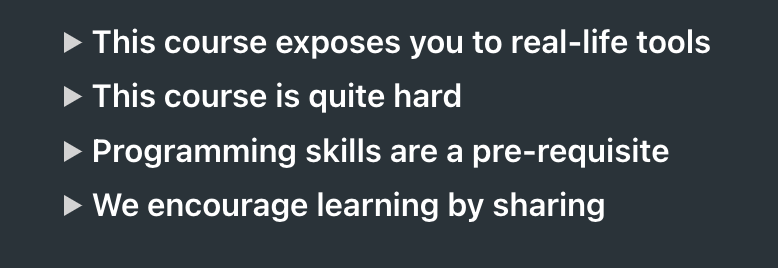 This course exposes you to real-life tools
This course is quite hard
Programming skills are a pre-requisite
We encourage learning by sharing